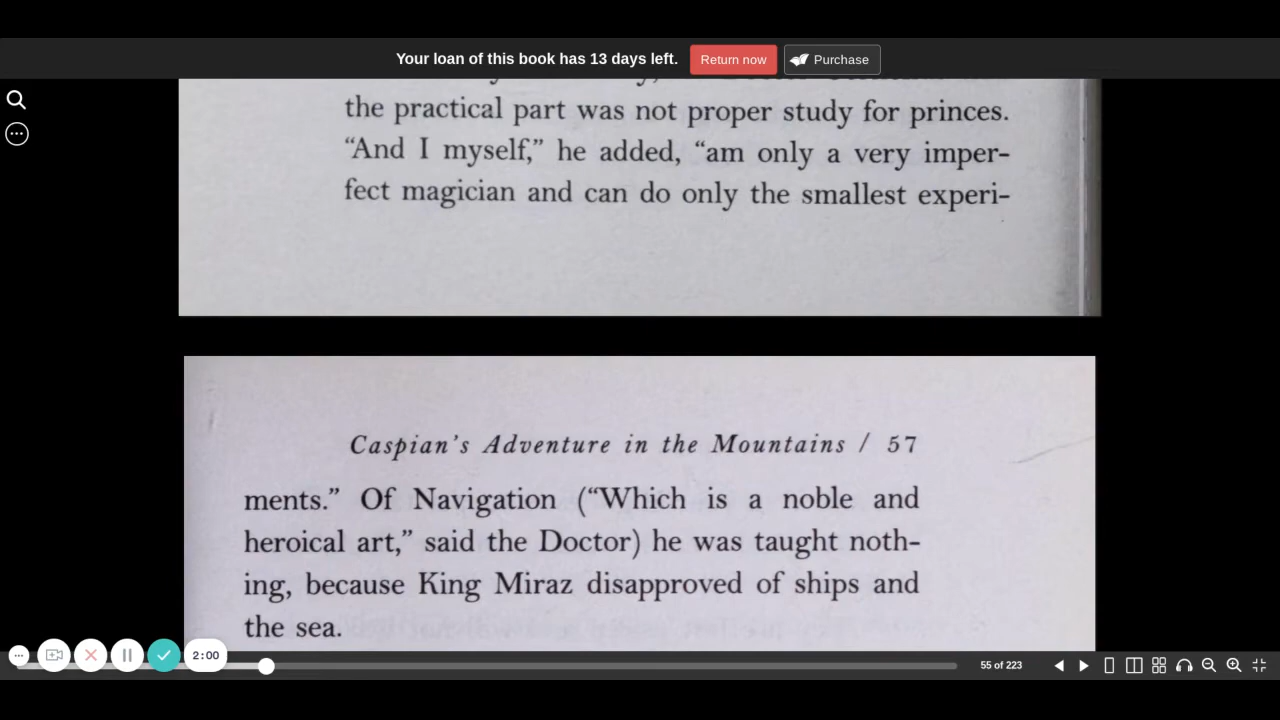 Your loan of this book has 13 days left. Return now Purchase
the practical part was not proper study for princes.
“And I myself,” he added, “am only a very imper-
fect magician and can do only the smallest experi-
Caspian's Adventure in the Mountains / 57
ments.” Of Navigation (“Which is a noble and
heroical art,” said the Doctor) he was taught noth-
ing, because King Miraz disapproved of ships and
the sea.
2:00
55 of 223